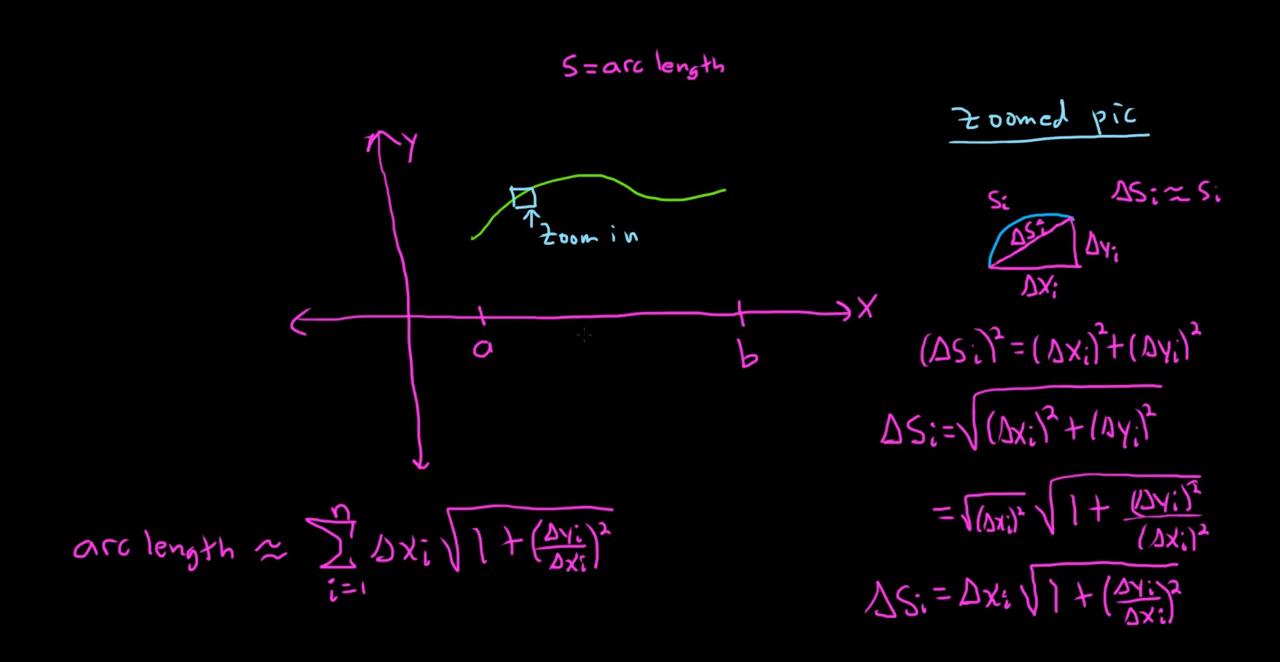 S=arc length
Zoomed pic
Y
Zoom in
X
a
b
Si
ΔSi≈Si
ΔSi
Δyi
Δxi
(ΔSi)²=(Δxi)²+(Δyi)²
ΔSi=√((Δxi)²+(Δyi)²)
=√(Δxi)² √(1+(Δyi)²/(Δxi)²)
ΔSi=Δxi√(1+(Δyi/Δxi)²)
arc length ≈ ∑ⁿᵢ₌₁ Δxi√(1+(Δyi/Δxi)²)